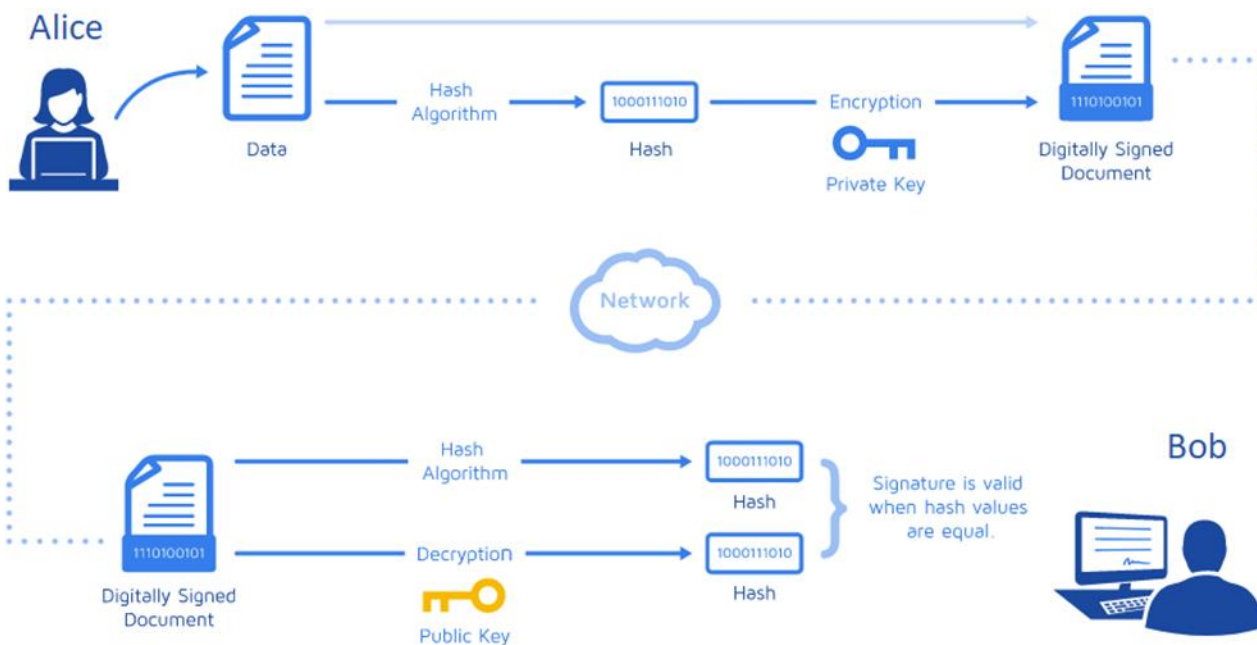 Alice
Hash
Algorithm
1000111010
Encryption
1110100101
Data
Hash
Private Key
Digitally Signed
Document
Network
Bob
Hash
Algorithm
1000111010
Hash
Signature is valid
when hash values
are equal.
1110100101
Decryption
1000111010
Hash
Digitally Signed
Document
Public Key